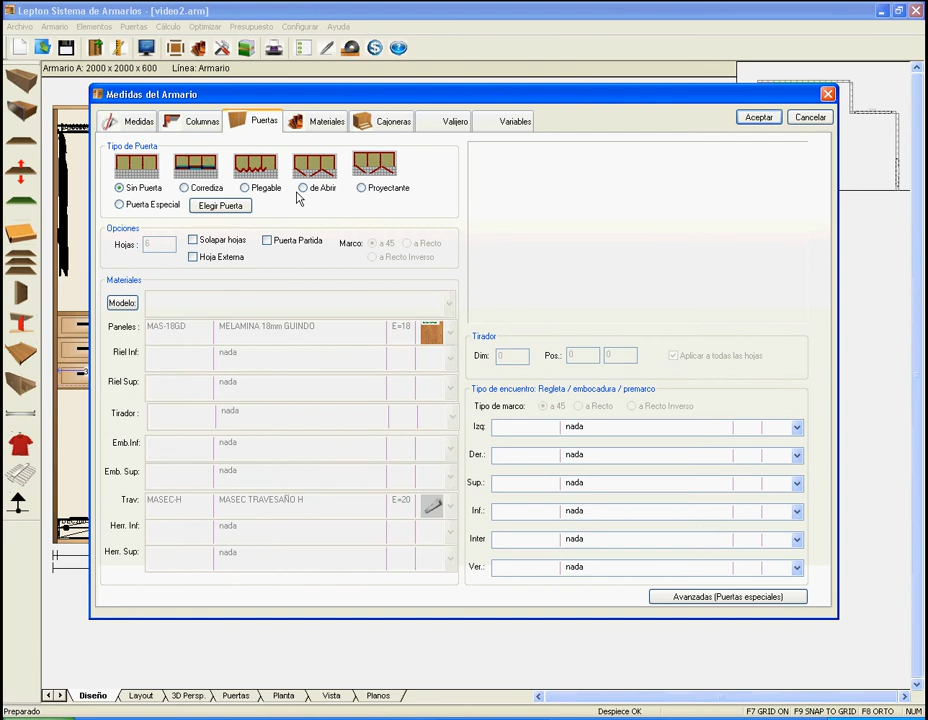 Lepton Sistema de Armarios - [video2.arm]
Archivo Armario Elementos Puertas Cálculo Optimizar Presupuesto Configurar Ayuda
Armario A: 2000 x 2000 x 600 Línea: Armario
Medidas del Armario
Medidas Columnas Puertas Materiales Cajoneras Valijero Variables Aceptar Cancelar
Tipo de Puerta
Sin Puerta Corrediza Plegable de Abrir Proyectante
Puerta Especial Elegir Puerta
Opciones
Hojas : 6 Solapar hojas Puerta Partida Marco: a 45 a Recto
Hoja Externa a Recto Inverso
Materiales
Modelo:
Paneles : MAS-18GD MELAMINA 18mm GUINDO E=18
Riel Inf: nada
Riel Sup: nada
Tirador : nada
Emb.Inf: nada
Emb. Sup: nada
Trav: MASEC-H MASEC TRAVESAÑO H E=20
Herr. Inf: nada
Herr. Sup: nada
Tirador
Dim: 0 Pos.: 0 0 Aplicar a todas las hojas
Tipo de encuentro: Regleta / embocadura / premarco
Tipo de marco: a 45 a Recto a Recto Inverso
Izq: nada
Der.: nada
Sup.: nada
Inf.: nada
Inter nada
Ver.: nada
Avanzadas (Puertas especiales)
Diseño Layout 3D Persp. Puertas Planta Vista Planos
Preparado Despiece OK F7 GRID ON F9 SNAP TO GRID F8 ORTO NUM